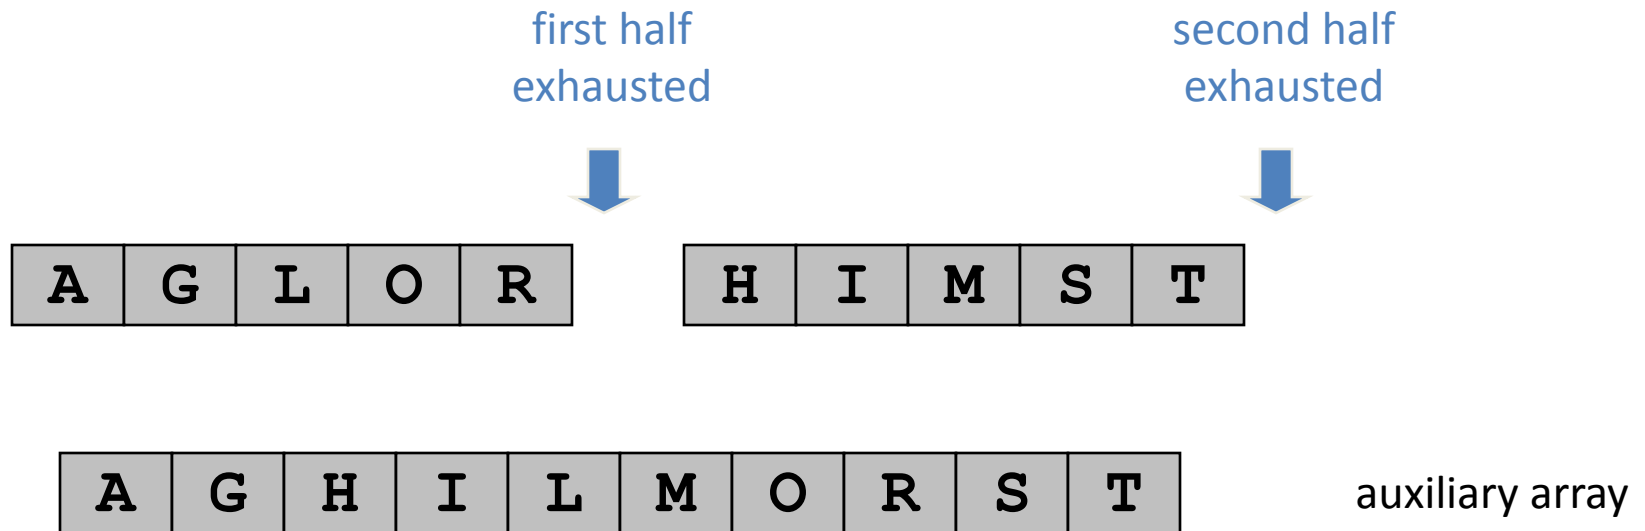 first half
exhausted
second half
exhausted
A G L O R
H I M S T
A G H I L M O R S T
auxiliary array